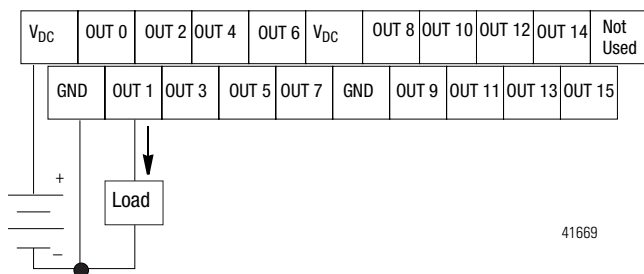 V_DC OUT 0 OUT 2 OUT 4 OUT 6 V_DC OUT 8 OUT 10 OUT 12 OUT 14 Not Used
GND OUT 1 OUT 3 OUT 5 OUT 7 GND OUT 9 OUT 11 OUT 13 OUT 15
+
Load
–
41669